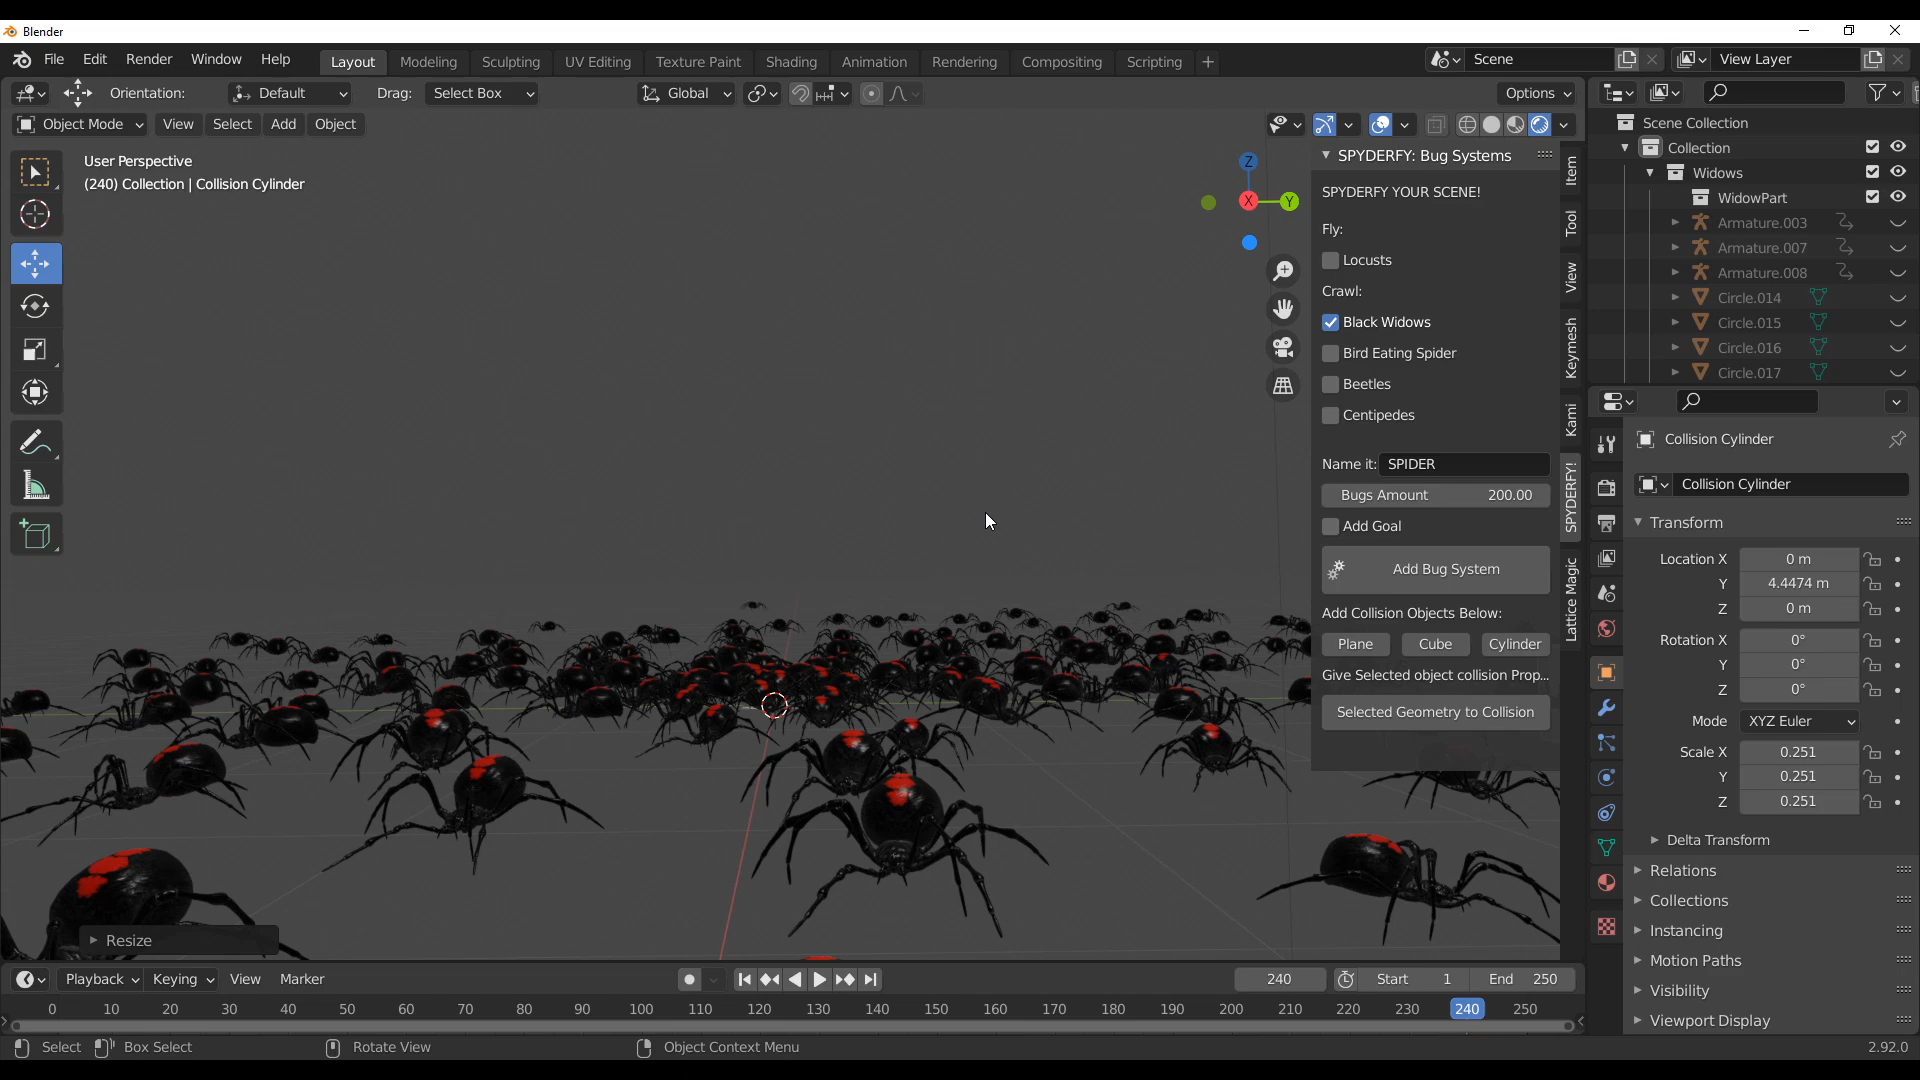 Blender
File Edit Render Window Help Layout Modeling Sculpting UV Editing Texture Paint Shading Animation Rendering Compositing Scripting + Scene View Layer
Orientation: Default Drag: Select Box Global Options
Object Mode View Select Add Object
User Perspective
(240) Collection | Collision Cylinder
Z
X
Y
SPYDERFY: Bug Systems
SPYDERFY YOUR SCENE!
Fly:
Locusts
Crawl:
Black Widows
Bird Eating Spider
Beetles
Centipedes
Name it: SPIDER
Bugs Amount 200.00
Add Goal
Add Bug System
Add Collision Objects Below:
Plane Cube Cylinder
Give Selected object collision Prop...
Selected Geometry to Collision
Item
Tool
View
Keymesh
Kami
SPYDERFY!
Lattice Magic
Scene Collection
Collection
Widows
WidowPart
Armature.003
Armature.007
Armature.008
Circle.014
Circle.015
Circle.016
Circle.017
Collision Cylinder
Collision Cylinder
Transform
Location X 0 m
Y 4.4474 m
Z 0 m
Rotation X 0°
Y 0°
Z 0°
Mode XYZ Euler
Scale X 0.251
Y 0.251
Z 0.251
Delta Transform
Relations
Collections
Instancing
Motion Paths
Visibility
Viewport Display
Resize
Playback Keying View Marker 240 Start 1 End 250
0 10 20 30 40 50 60 70 80 90 100 110 120 130 140 150 160 170 180 190 200 210 220 230 240 250
Select Box Select Rotate View Object Context Menu 2.92.0